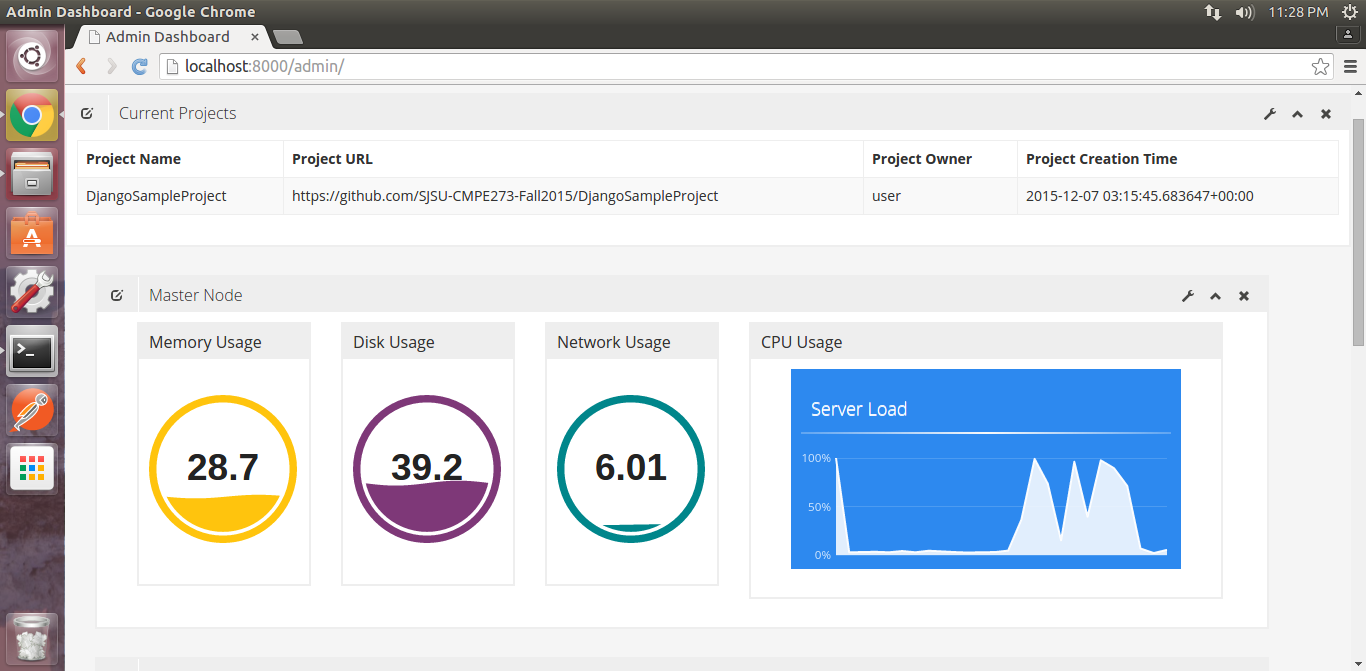 Admin Dashboard - Google Chrome
11:28 PM
Admin Dashboard
localhost:8000/admin/
Current Projects
Project Name Project URL Project Owner Project Creation Time
DjangoSampleProject https://github.com/SJSU-CMPE273-Fall2015/DjangoSampleProject user 2015-12-07 03:15:45.683647+00:00
Master Node
Memory Usage Disk Usage Network Usage CPU Usage
Server Load
28.7 39.2 6.01
100%
50%
0%